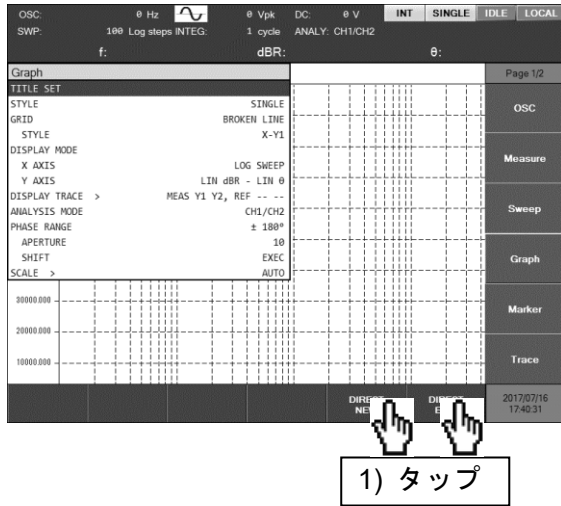 OSC: 0 Hz 0 Vpk DC: 0 V INT SINGLE IDLE LOCAL
SWP: 100 Log steps INTEG: 1 cycle ANALY: CH1/CH2
f: dBR: θ:
Graph
TITLE SET
STYLE SINGLE
GRID BROKEN LINE
STYLE X-Y1
DISPLAY MODE
X AXIS LOG SWEEP
Y AXIS LIN dBR - LIN θ
DISPLAY TRACE > MEAS Y1 Y2, REF -- --
ANALYSIS MODE CH1/CH2
PHASE RANGE ± 180°
APERTURE 10
SHIFT EXEC
SCALE > AUTO
30000.000
20000.000
10000.000
Page 1/2
OSC
Measure
Sweep
Graph
Marker
Trace
DIRECT
NE
2017/07/16
17:40:31
1) タップ